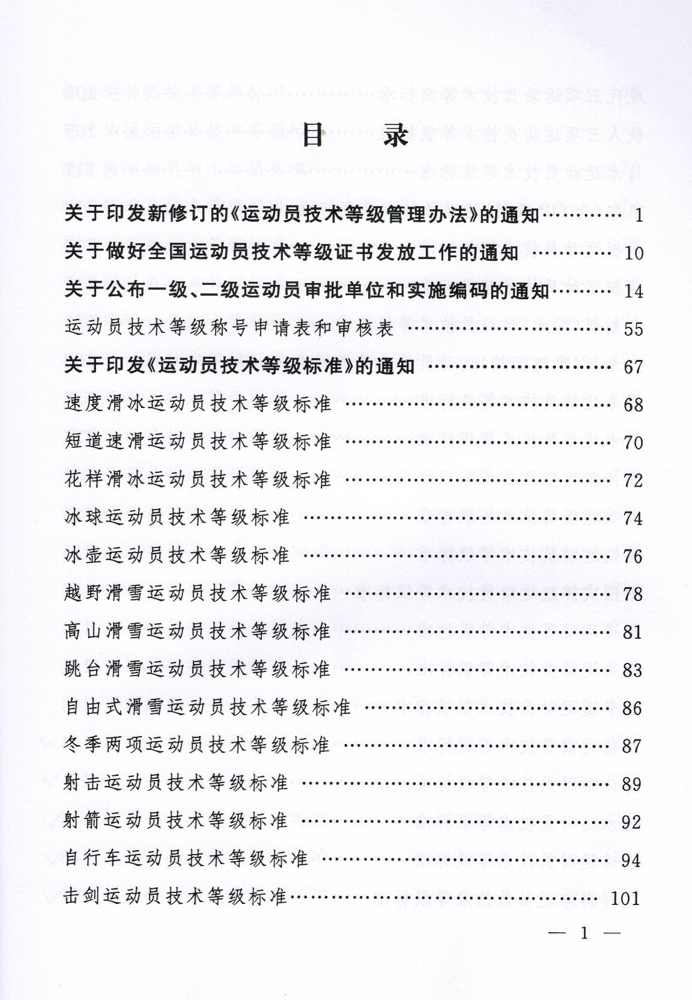 目 录
关于印发新修订的《运动员技术等级管理办法》的通知………… 1
关于做好全国运动员技术等级证书发放工作的通知 ………… 10
关于公布一级、二级运动员审批单位和实施编码的通知……… 14
运动员技术等级称号申请表和审核表 ………………………… 55
关于印发《运动员技术等级标准》的通知 ……………………… 67
速度滑冰运动员技术等级标准 ………………………………… 68
短道速滑运动员技术等级标准 ………………………………… 70
花样滑冰运动员技术等级标准 ………………………………… 72
冰球运动员技术等级标准 ……………………………………… 74
冰壶运动员技术等级标准 ……………………………………… 76
越野滑雪运动员技术等级标准 ………………………………… 78
高山滑雪运动员技术等级标准 ………………………………… 81
跳台滑雪运动员技术等级标准 ………………………………… 83
自由式滑雪运动员技术等级标准 ……………………………… 86
冬季两项运动员技术等级标准 ………………………………… 87
射击运动员技术等级标准 ……………………………………… 89
射箭运动员技术等级标准 ……………………………………… 92
自行车运动员技术等级标准 …………………………………… 94
击剑运动员技术等级标准……………………………………… 101
— 1 —